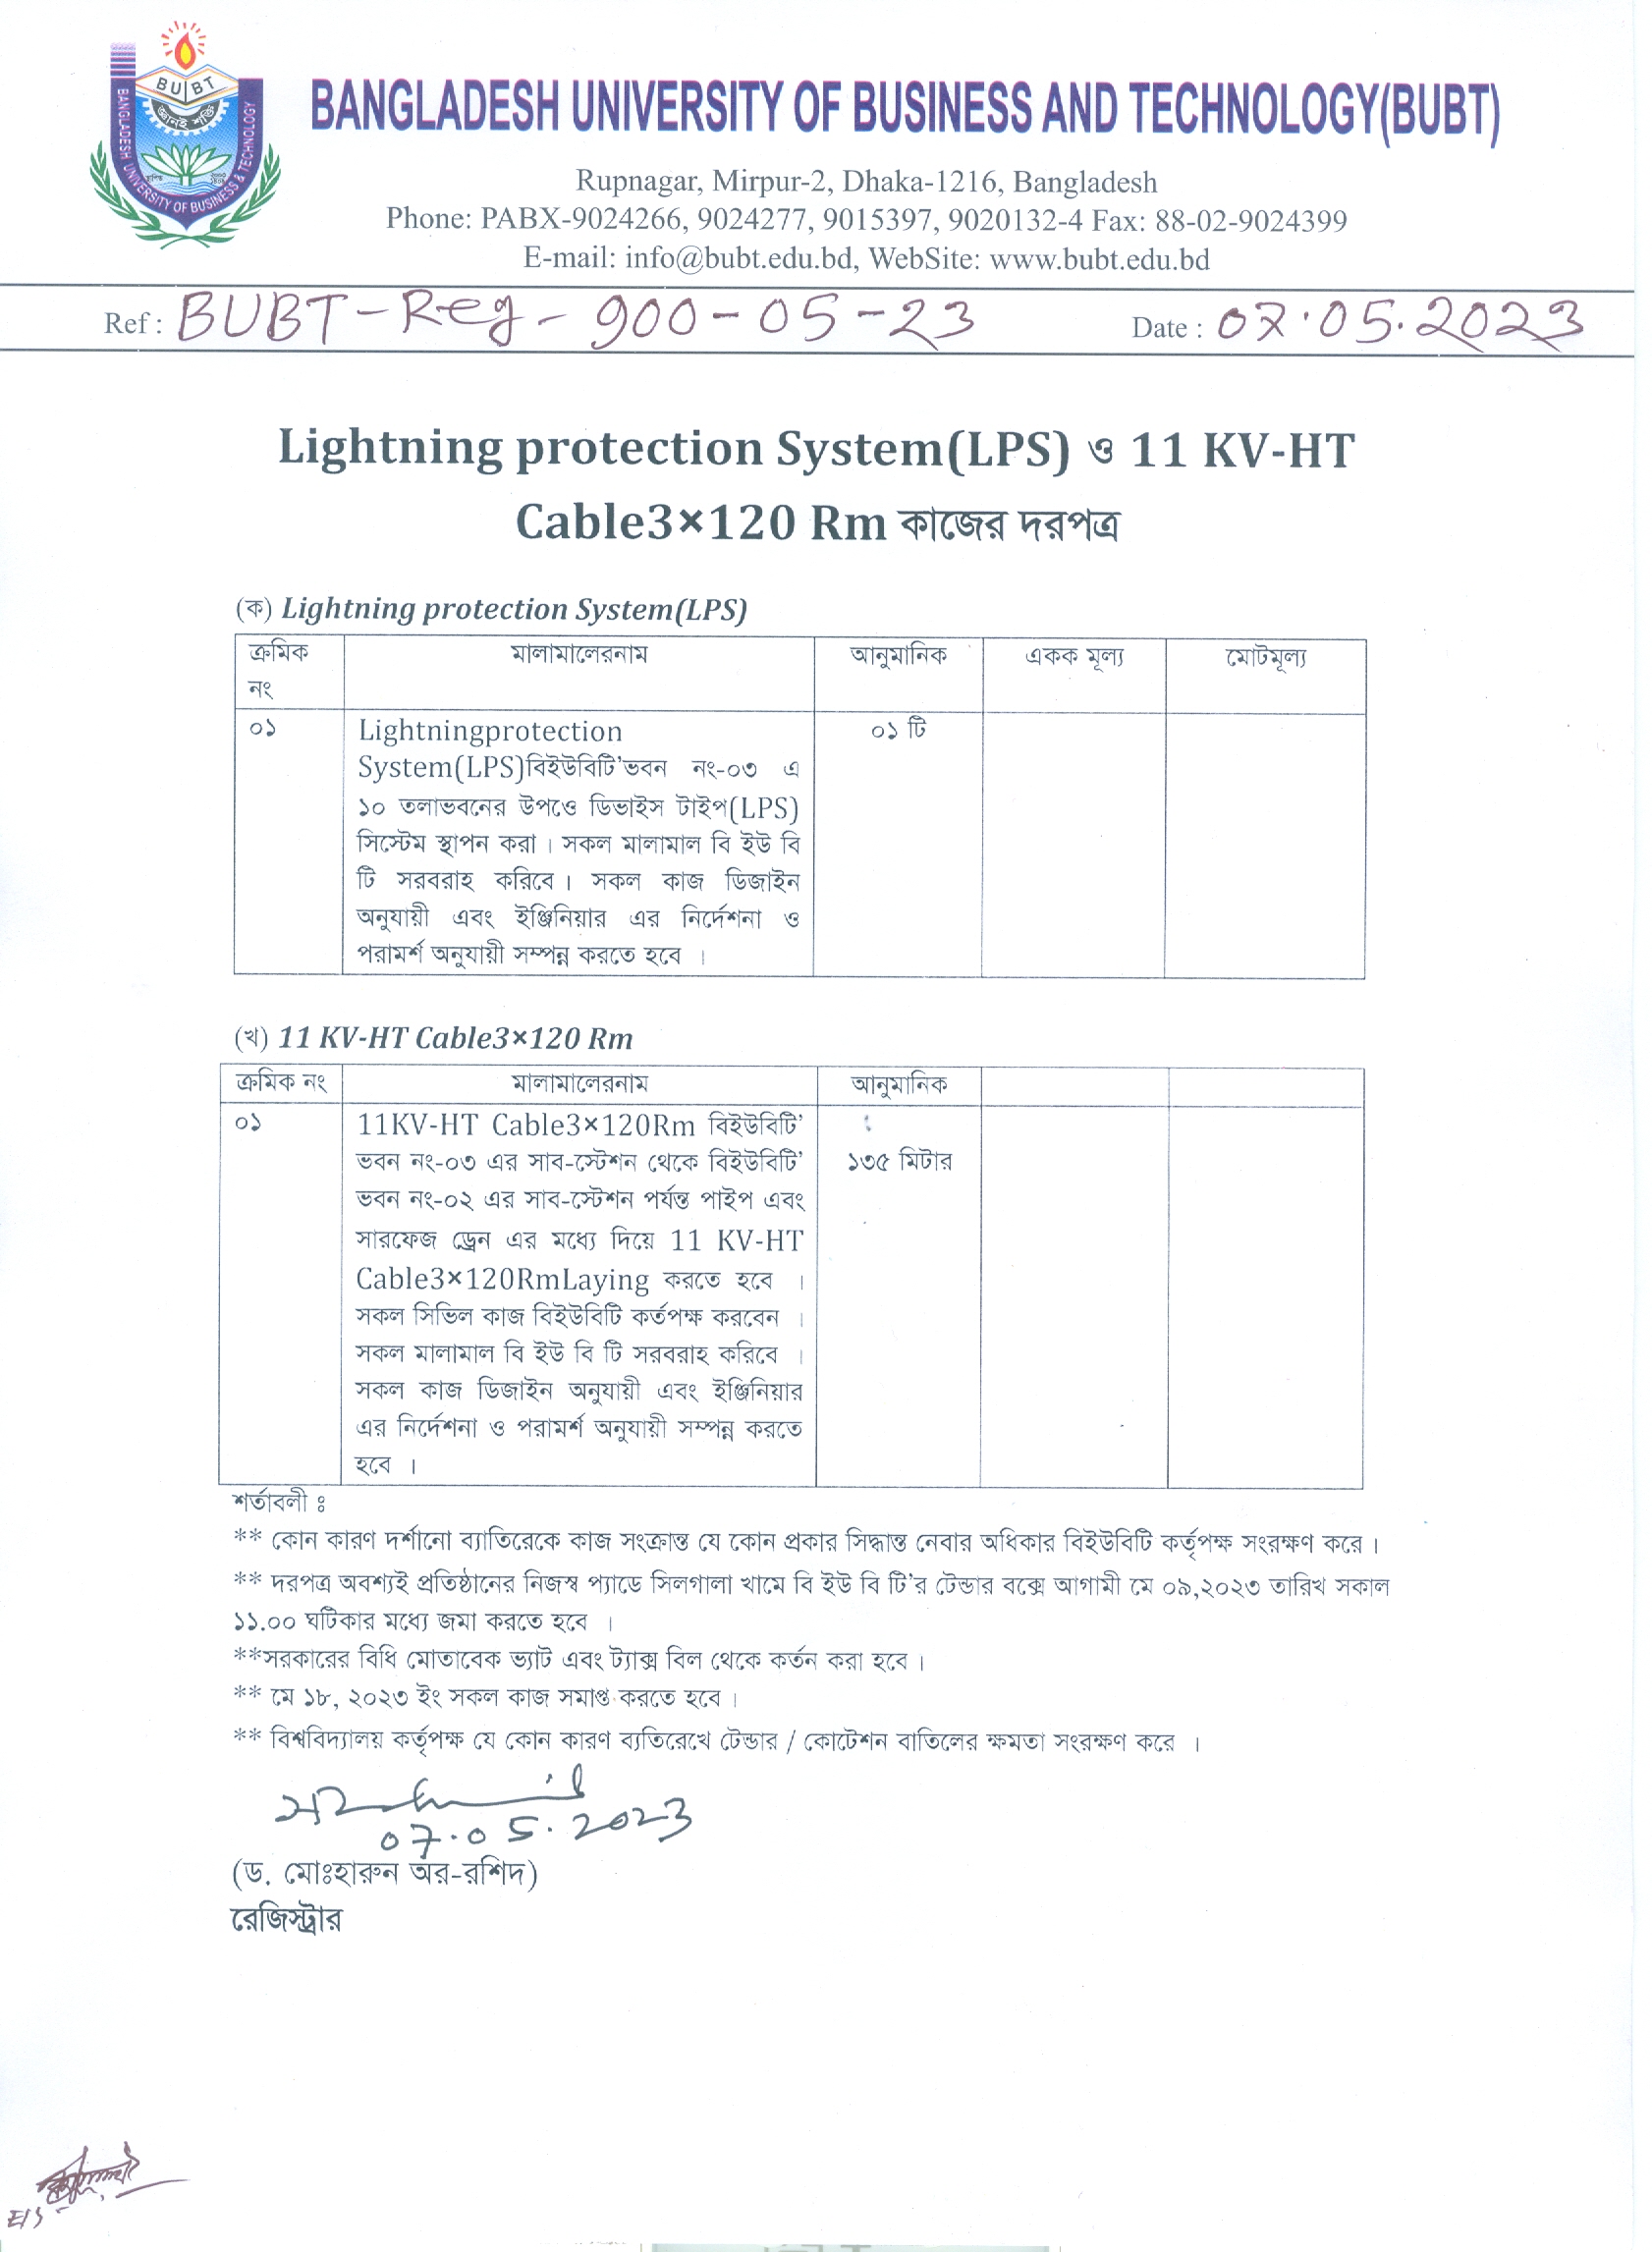 BUBT
জ্ঞানই শক্তি
BANGLADESH UNIVERSITY OF BUSINESS & TECHNOLOGY
BANGLADESH UNIVERSITY OF BUSINESS AND TECHNOLOGY(BUBT)
Rupnagar, Mirpur-2, Dhaka-1216, Bangladesh
Phone: PABX-9024266, 9024277, 9015397, 9020132-4 Fax: 88-02-9024399
E-mail: info@bubt.edu.bd, WebSite: www.bubt.edu.bd
Ref : BUBT-Reg-900-05-23 Date : 07.05.2023
Lightning protection System(LPS) ও 11 KV-HT
Cable3×120 Rm কাজের দরপত্র
(ক) Lightning protection System(LPS)
ক্রমিক মালামালেরনাম আনুমানিক একক মূল্য মোটমূল্য
নং
০১ Lightningprotection ০১ টি
System(LPS)বিইউবিটি’ভবন নং-০৩ এ
১০ তলাভবনের উপওে ডিভাইস টাইপ(LPS)
সিস্টেম স্থাপন করা। সকল মালামাল বি ইউ বি
টি সরবরাহ করিবে। সকল কাজ ডিজাইন
অনুযায়ী এবং ইঞ্জিনিয়ার এর নির্দেশনা ও
পরামর্শ অনুযায়ী সম্পন্ন করতে হবে ।
(খ) 11 KV-HT Cable3×120 Rm
ক্রমিক নং মালামালেরনাম আনুমানিক
০১ 11KV-HT Cable3×120Rm বিইউবিটি’
ভবন নং-০৩ এর সাব-স্টেশন থেকে বিইউবিটি’ ১৩৫ মিটার
ভবন নং-০২ এর সাব-স্টেশন পর্যন্ত পাইপ এবং
সারফেজ ড্রেন এর মধ্যে দিয়ে 11 KV-HT
Cable3×120RmLaying করতে হবে ।
সকল সিভিল কাজ বিইউবিটি কর্তপক্ষ করবেন ।
সকল মালামাল বি ইউ বি টি সরবরাহ করিবে ।
সকল কাজ ডিজাইন অনুযায়ী এবং ইঞ্জিনিয়ার
এর নির্দেশনা ও পরামর্শ অনুযায়ী সম্পন্ন করতে
হবে ।
শর্তাবলী ঃ
** কোন কারণ দর্শানো ব্যাতিরেকে কাজ সংক্রান্ত যে কোন প্রকার সিদ্ধান্ত নেবার অধিকার বিইউবিটি কর্তৃপক্ষ সংরক্ষণ করে।
** দরপত্র অবশ্যই প্রতিষ্ঠানের নিজস্ব প্যাডে সিলগালা খামে বি ইউ বি টি’র টেন্ডার বক্সে আগামী মে ০৯,২০২৩ তারিখ সকাল
১১.০০ ঘটিকার মধ্যে জমা করতে হবে ।
**সরকারের বিধি মোতাবেক ভ্যাট এবং ট্যাক্স বিল থেকে কর্তন করা হবে।
** মে ১৮, ২০২৩ ইং সকল কাজ সমাপ্ত করতে হবে।
** বিশ্ববিদ্যালয় কর্তৃপক্ষ যে কোন কারণ ব্যতিরেখে টেন্ডার / কোটেশন বাতিলের ক্ষমতা সংরক্ষণ করে ।
07.05.2023
(ড. মোঃহারুন অর-রশিদ)
রেজিস্ট্রার